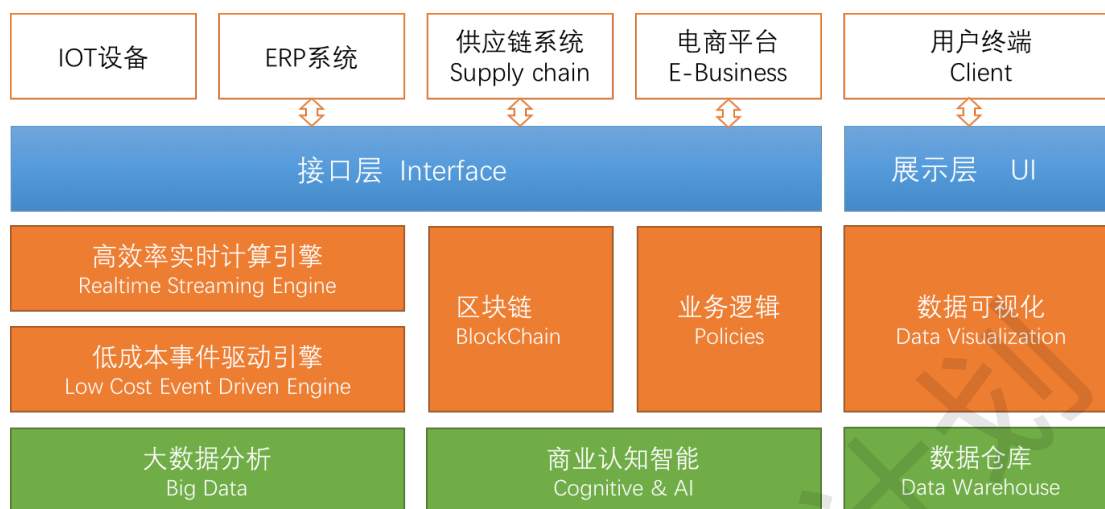 IOT设备
ERP系统
供应链系统
Supply chain
电商平台
E-Business
用户终端
Client
接口层 Interface
展示层 UI
高效率实时计算引擎
Realtime Streaming Engine
低成本事件驱动引擎
Low Cost Event Driven Engine
区块链
BlockChain
业务逻辑
Policies
数据可视化
Data Visualization
大数据分析
Big Data
商业认知智能
Cognitive & AI
数据仓库
Data Warehouse
计划